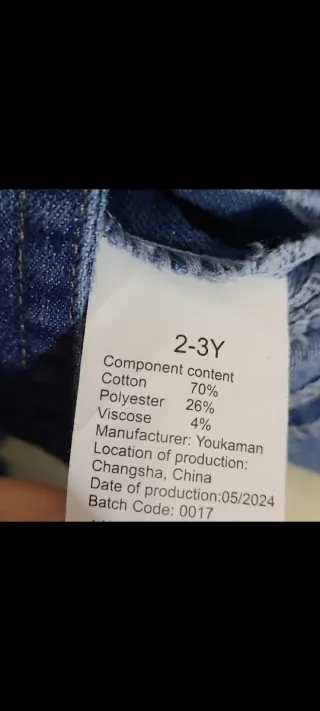 2-3Y
Component content
Cotton 70%
Polyester 26%
Viscose 4%
Manufacturer: Youkaman
Location of production:
Changsha, China
Date of production:05/2024
Batch Code: 0017